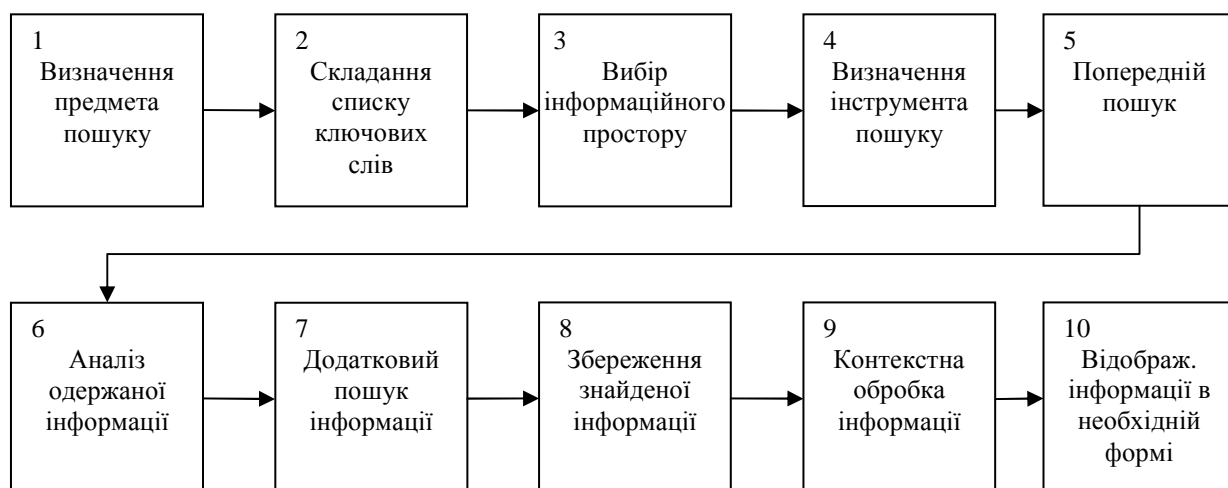 1
Визначення
предмета
пошуку
2
Складання
списку
ключових
слів
3
Вибір
інформаційного
простору
4
Визначення
інструмента
пошуку
5
Попередній
пошук
6
Аналіз
одержаної
інформації
7
Додатковий
пошук
інформації
8
Збереження
знайденої
інформації
9
Контекстна
обробка
інформації
10
Відображ.
інформації в
необхідній
формі